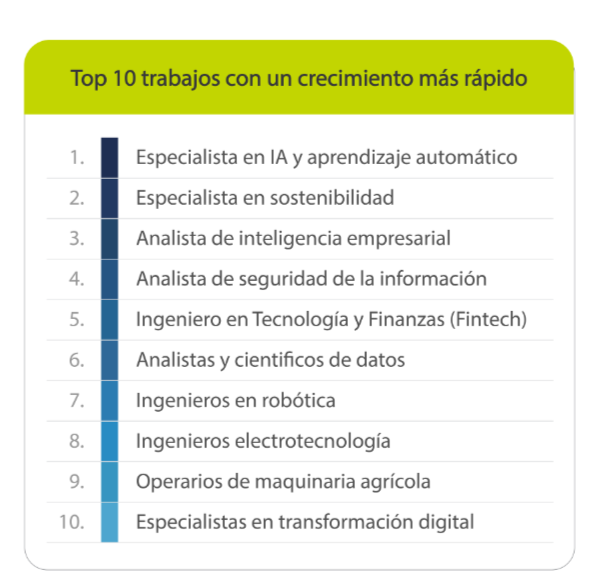 Top 10 trabajos con un crecimiento más rápido
1. Especialista en IA y aprendizaje automático
2. Especialista en sostenibilidad
3. Analista de inteligencia empresarial
4. Analista de seguridad de la información
5. Ingeniero en Tecnología y Finanzas (Fintech)
6. Analistas y cientificos de datos
7. Ingenieros en robótica
8. Ingenieros electrotecnología
9. Operarios de maquinaria agrícola
10. Especialistas en transformación digital